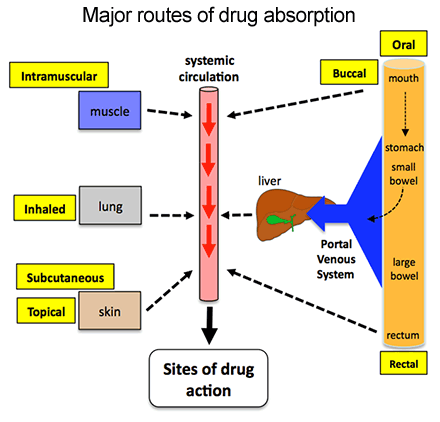 Major routes of drug absorption
Oral
systemic
circulation
Intramuscular
Buccal
mouth
muscle
stomach
small
bowel
liver
Inhaled
lung
Portal
Venous
System
Subcutaneous
large
bowel
Topical
skin
rectum
Rectal
Sites of drug
action